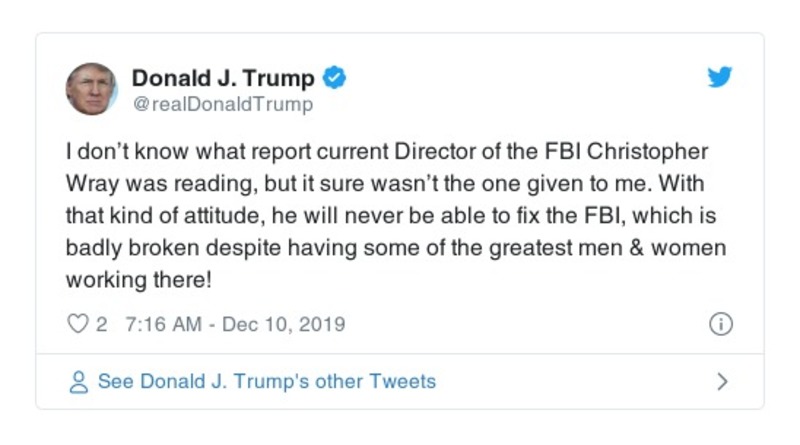 Donald J. Trump
@realDonaldTrump
I don’t know what report current Director of the FBI Christopher
Wray was reading, but it sure wasn’t the one given to me. With
that kind of attitude, he will never be able to fix the FBI, which is
badly broken despite having some of the greatest men & women
working there!
2 7:16 AM - Dec 10, 2019
See Donald J. Trump's other Tweets